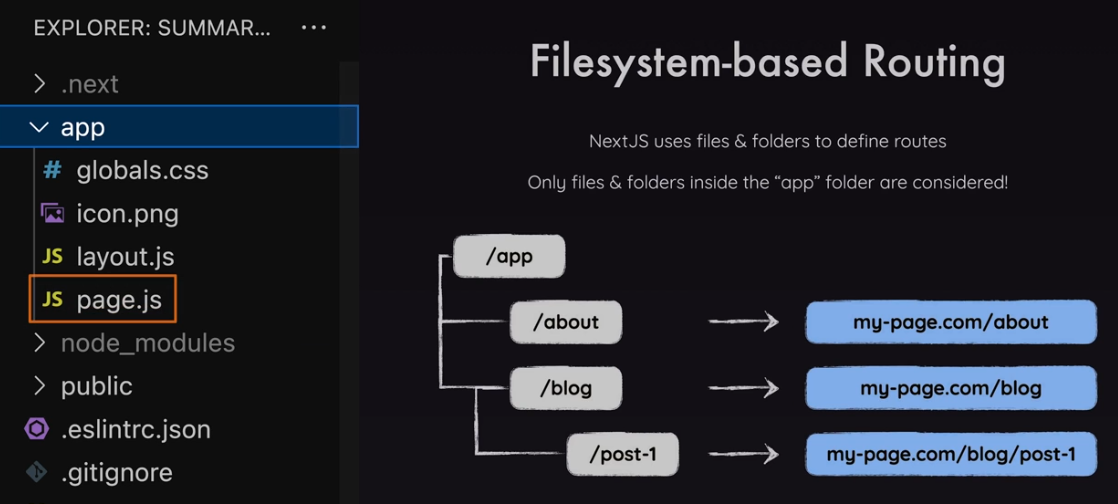 EXPLORER: SUMMAR... ...
.next
app
# globals.css
icon.png
JS layout.js
JS page.js
node_modules
public
.eslintrc.json
.gitignore
Filesystem-based Routing
NextJS uses files & folders to define routes
Only files & folders inside the “app” folder are considered!
/app
/about
my-page.com/about
/blog
my-page.com/blog
/post-1
my-page.com/blog/post-1